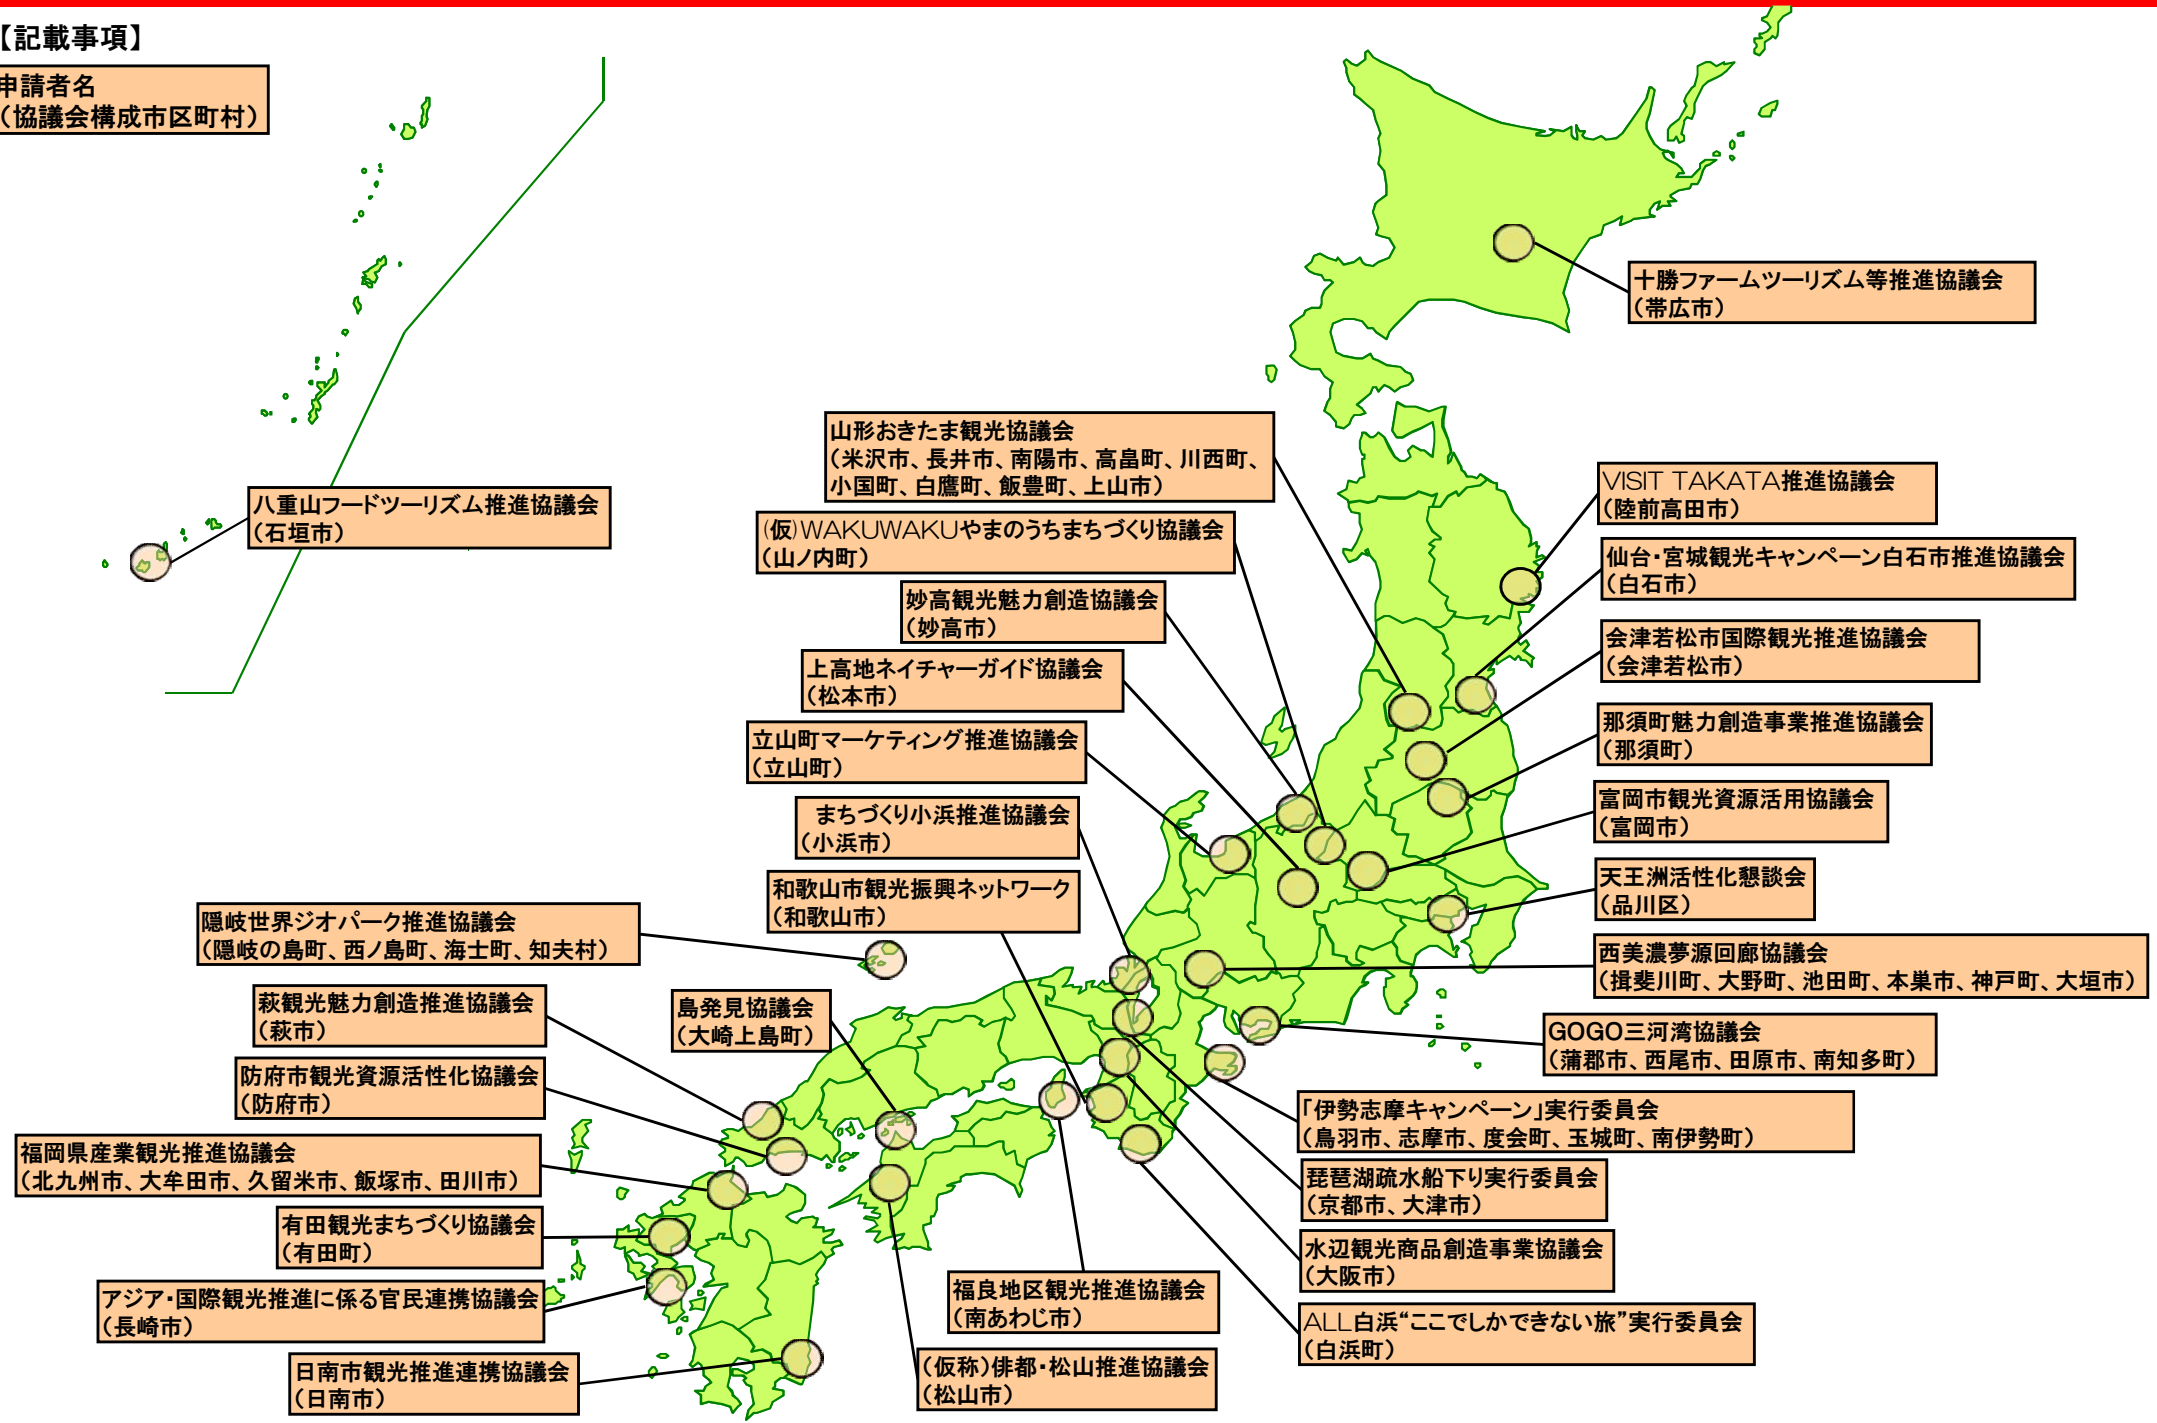 【記載事項】
申請者名
(協議会構成市区町村)
十勝ファームツーリズム等推進協議会
(帯広市)
山形おきたま観光協議会
(米沢市、長井市、南陽市、高畠町、川西町、
小国町、白鷹町、飯豊町、上山市)
VISIT TAKATA推進協議会
(陸前高田市)
八重山フードツーリズム推進協議会
(石垣市)
(仮)WAKUWAKUやまのうちまちづくり協議会
(山ノ内町)
仙台・宮城観光キャンペーン白石市推進協議会
(白石市)
妙高観光魅力創造協議会
(妙高市)
会津若松市国際観光推進協議会
(会津若松市)
上高地ネイチャーガイド協議会
(松本市)
那須町魅力創造事業推進協議会
(那須町)
立山町マーケティング推進協議会
(立山町)
富岡市観光資源活用協議会
(富岡市)
まちづくり小浜推進協議会
(小浜市)
天王洲活性化懇談会
(品川区)
和歌山市観光振興ネットワーク
(和歌山市)
隠岐世界ジオパーク推進協議会
(隠岐の島町、西ノ島町、海士町、知夫村)
西美濃夢源回廊協議会
(揖斐川町、大野町、池田町、本巣市、神戸町、大垣市)
萩観光魅力創造推進協議会
(萩市)
島発見協議会
(大崎上島町)
GOGO三河湾協議会
(蒲郡市、西尾市、田原市、南知多町)
防府市観光資源活性化協議会
(防府市)
「伊勢志摩キャンペーン」実行委員会
(鳥羽市、志摩市、度会町、玉城町、南伊勢町)
福岡県産業観光推進協議会
(北九州市、大牟田市、久留米市、飯塚市、田川市)
琵琶湖疏水船下り実行委員会
(京都市、大津市)
有田観光まちづくり協議会
(有田町)
水辺観光商品創造事業協議会
(大阪市)
アジア・国際観光推進に係る官民連携協議会
(長崎市)
福良地区観光推進協議会
(南あわじ市)
ALL白浜“ここでしかできない旅”実行委員会
(白浜町)
日南市観光推進連携協議会
(日南市)
(仮称)俳都・松山推進協議会
(松山市)